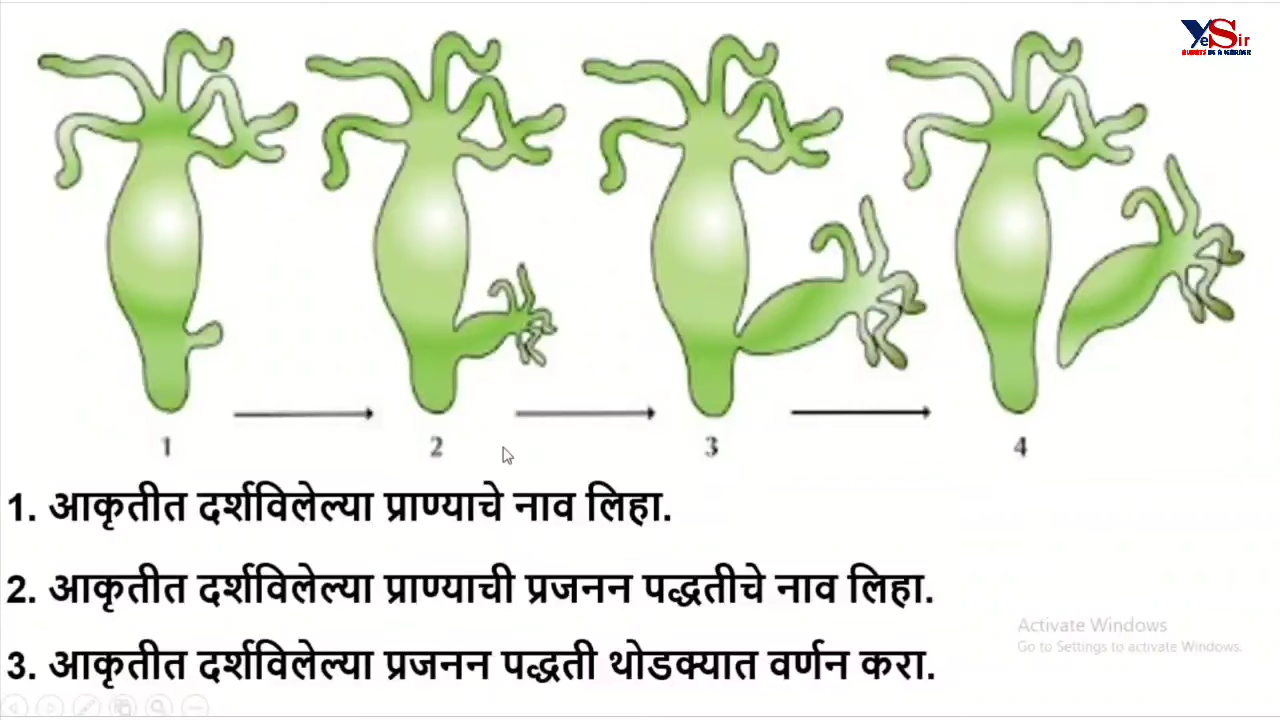 YeSir
1
2
3
4
1. आकृतीत दर्शविलेल्या प्राण्याचे नाव लिहा.
2. आकृतीत दर्शविलेल्या प्राण्याची प्रजनन पद्धतीचे नाव लिहा.
3. आकृतीत दर्शविलेल्या प्रजनन पद्धती थोडक्यात वर्णन करा.
Activate Windows
Go to Settings to activate Windows.